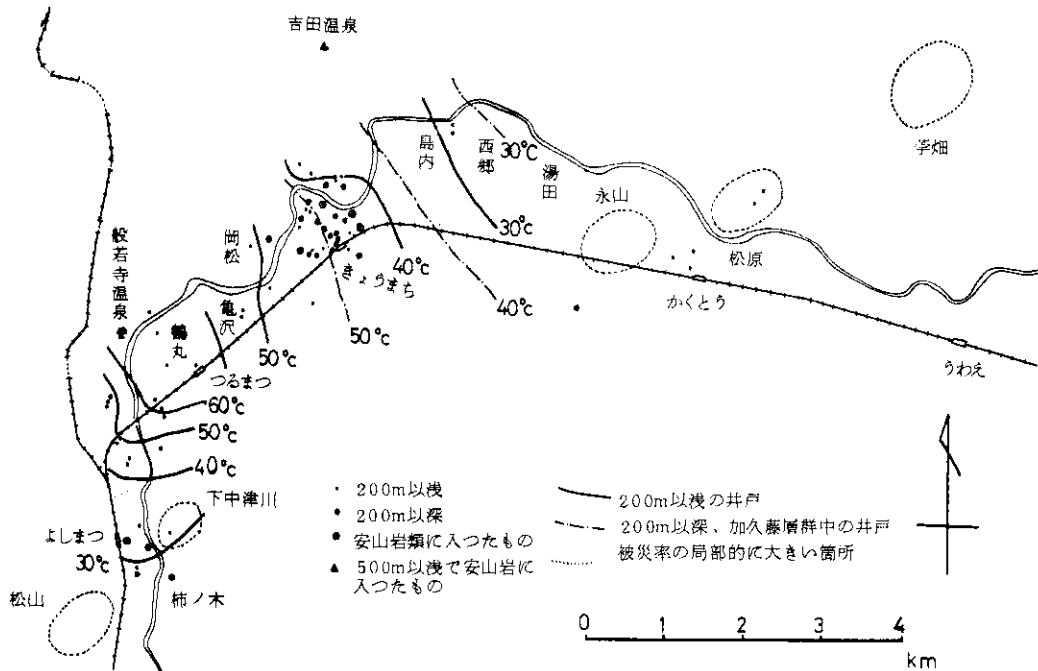 吉田温泉
孝畑
島内
西郷
30°C
湯田
永山
30°C
松原
岡松
般若寺温泉
きょうまち
40°C
40°C
かくとう
亀沢
鶴丸
50°C
50°C
つるまつ
うわえ
60°C
50°C
40°C
下中津川
よしまつ
30°C
松山
柿ノ木
200m以浅
200m以深
安山岩類に入つたもの
500m以浅で安山岩に
入つたもの
200m以浅の井戸
200m以深、加久藤層群中の井戸
被災率の局部的に大きい箇所
0 1 2 3 4
km